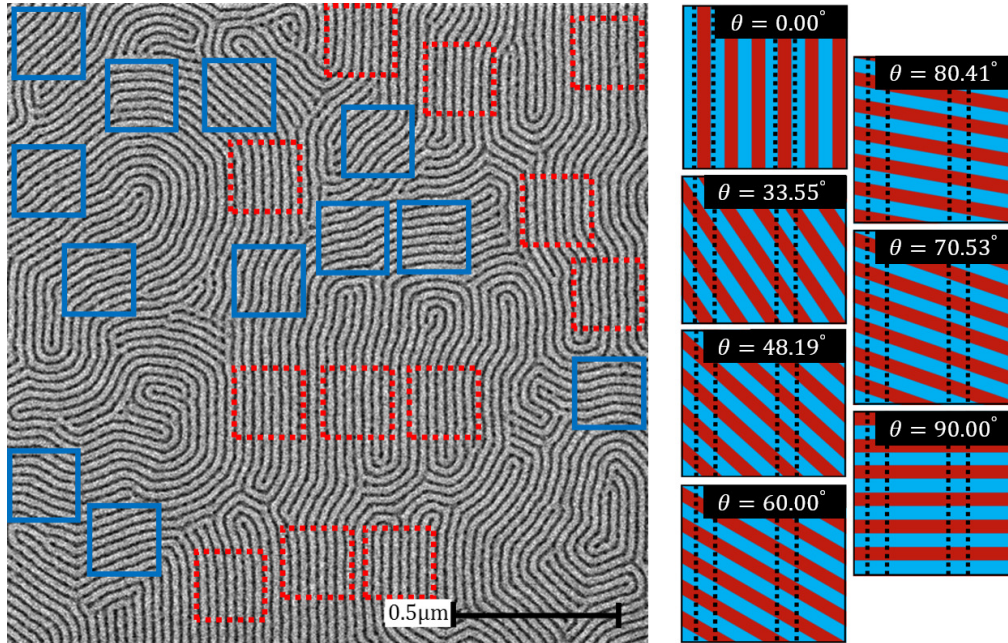 0.5μm
θ = 0.00°
θ = 33.55°
θ = 48.19°
θ = 60.00°
θ = 80.41°
θ = 70.53°
θ = 90.00°